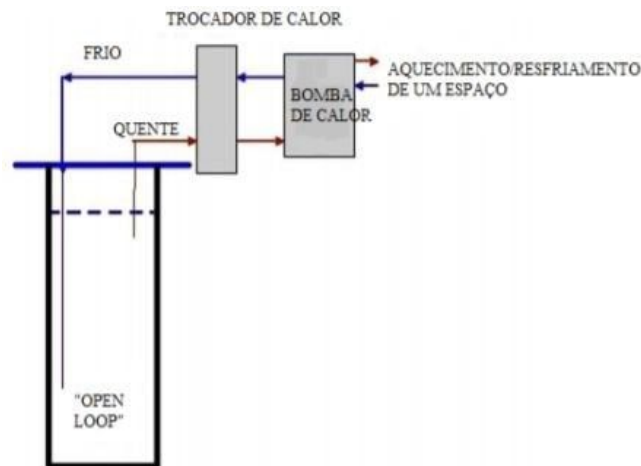 TROCADOR DE CALOR
FRIO
AQUECIMENTO/RESFRIAMENTO
DE UM ESPAÇO
BOMBA
DE CALOR
QUENTE
"OPEN
LOOP"